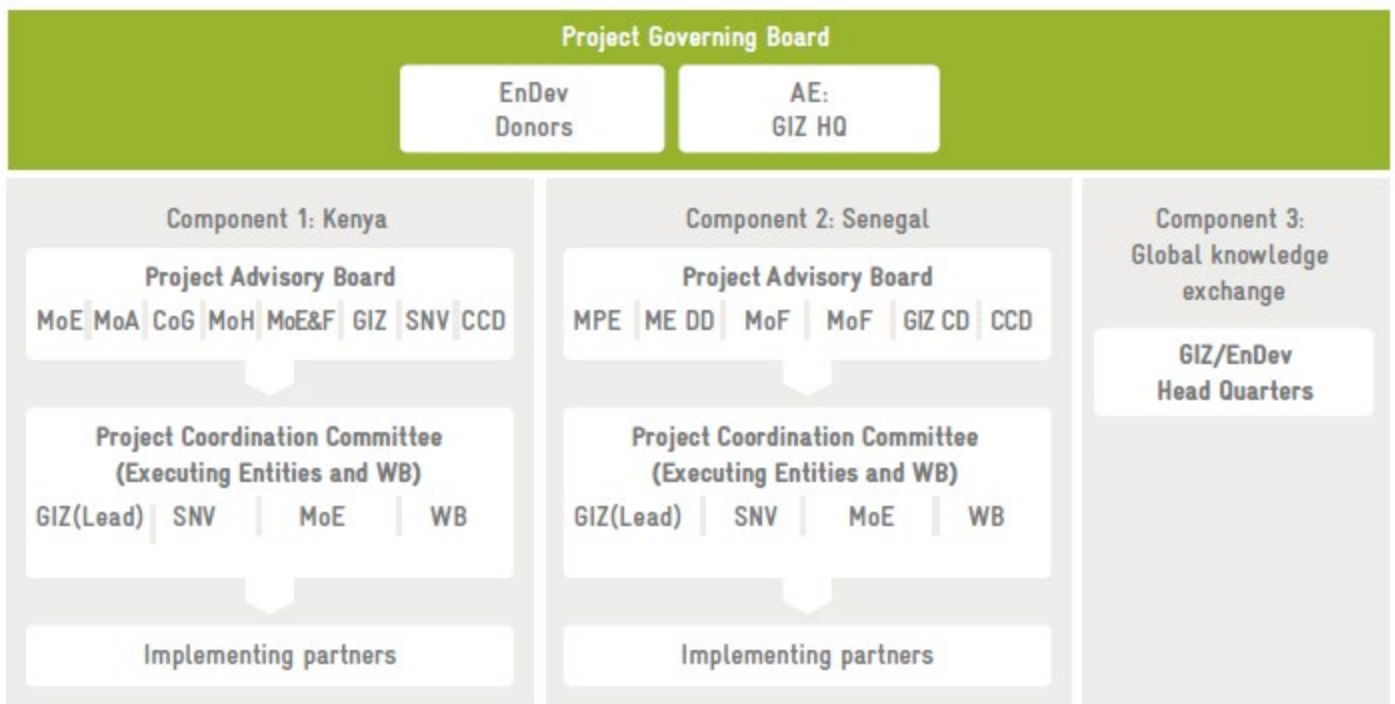 Project Governing Board
EnDev
Donors
AE:
GIZ HQ
Component 1: Kenya
Project Advisory Board
MoE MoA CoG MoH MoE&F GIZ SNV CCD
Project Coordination Committee
(Executing Entities and WB)
GIZ(Lead) SNV MoE WB
Implementing partners
Component 2: Senegal
Project Advisory Board
MPE ME DD MoF MoF GIZ CD CCD
Project Coordination Committee
(Executing Entities and WB)
GIZ(Lead) SNV MoE WB
Implementing partners
Component 3:
Global knowledge
exchange
GIZ/EnDev
Head Quarters